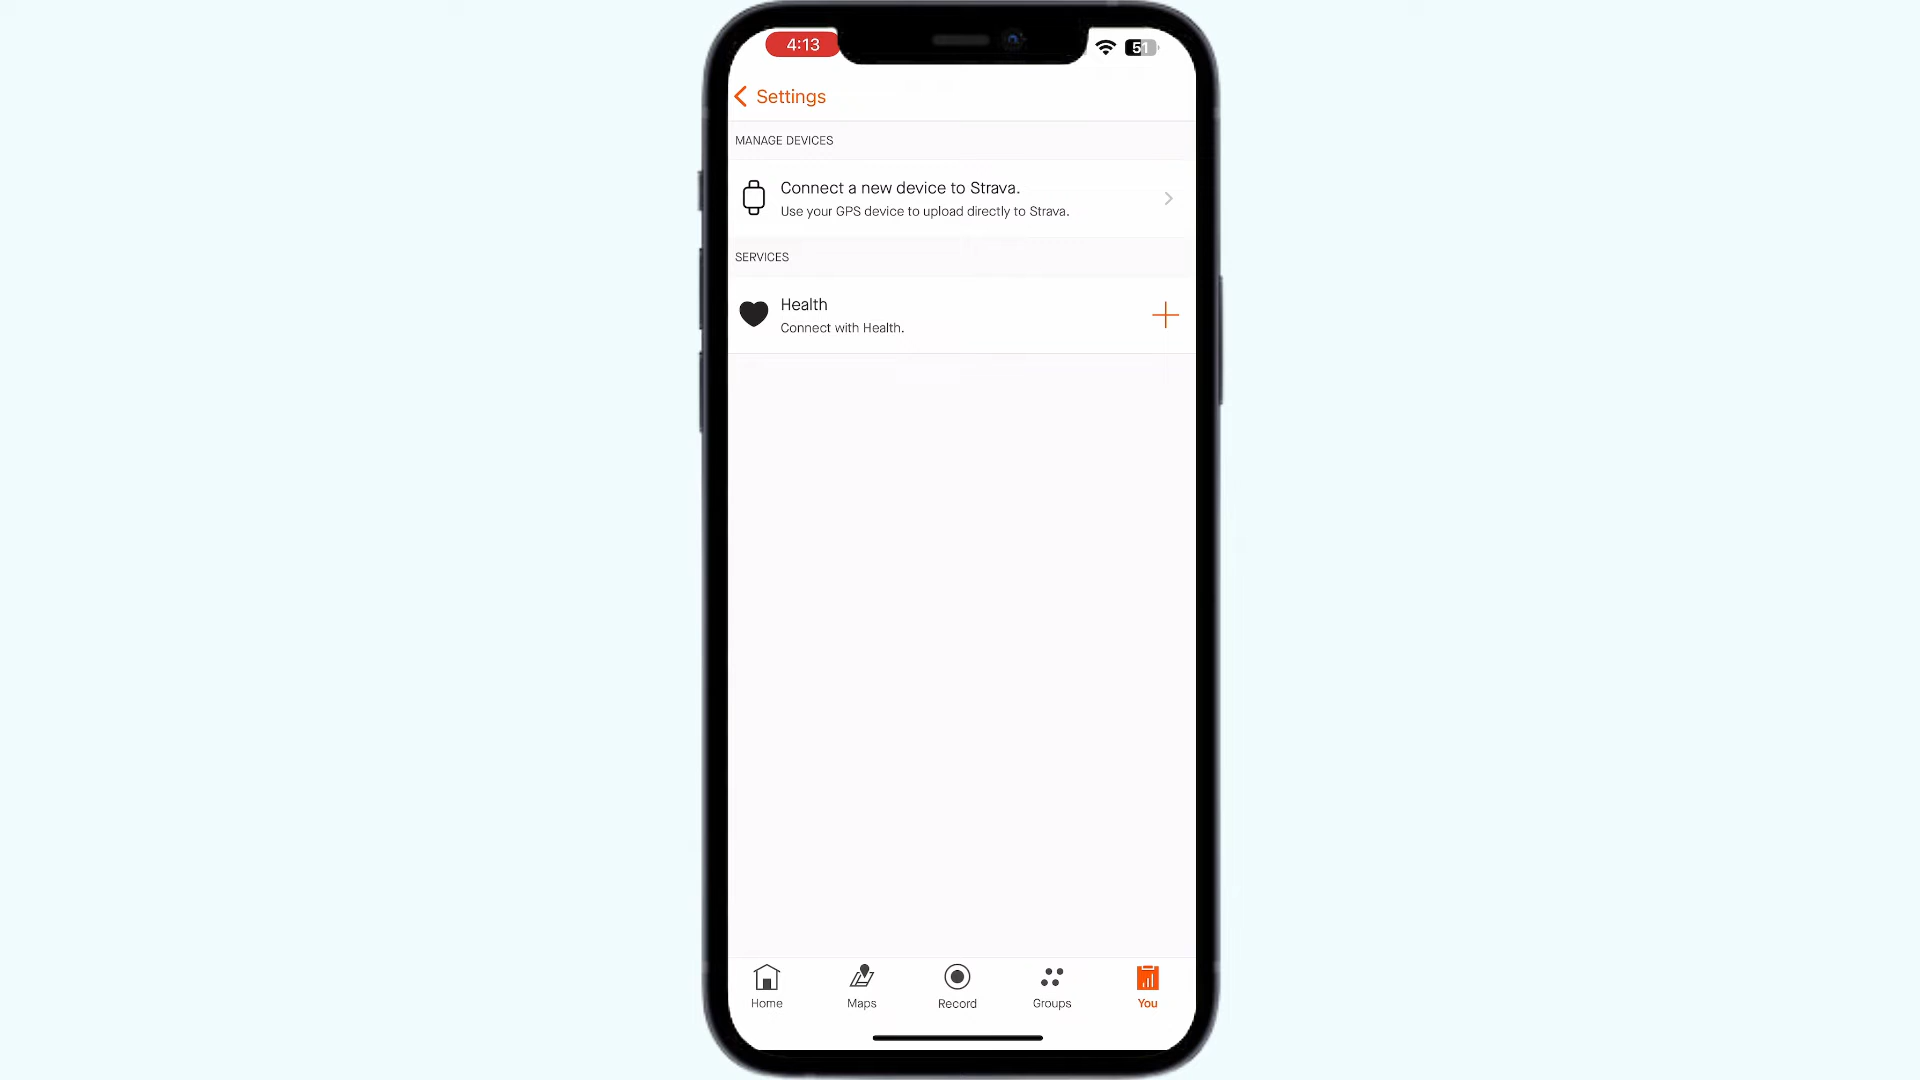 4:13
51
Settings
MANAGE DEVICES
Connect a new device to Strava.
Use your GPS device to upload directly to Strava.
SERVICES
Health
Connect with Health.
Home
Maps
Record
Groups
You